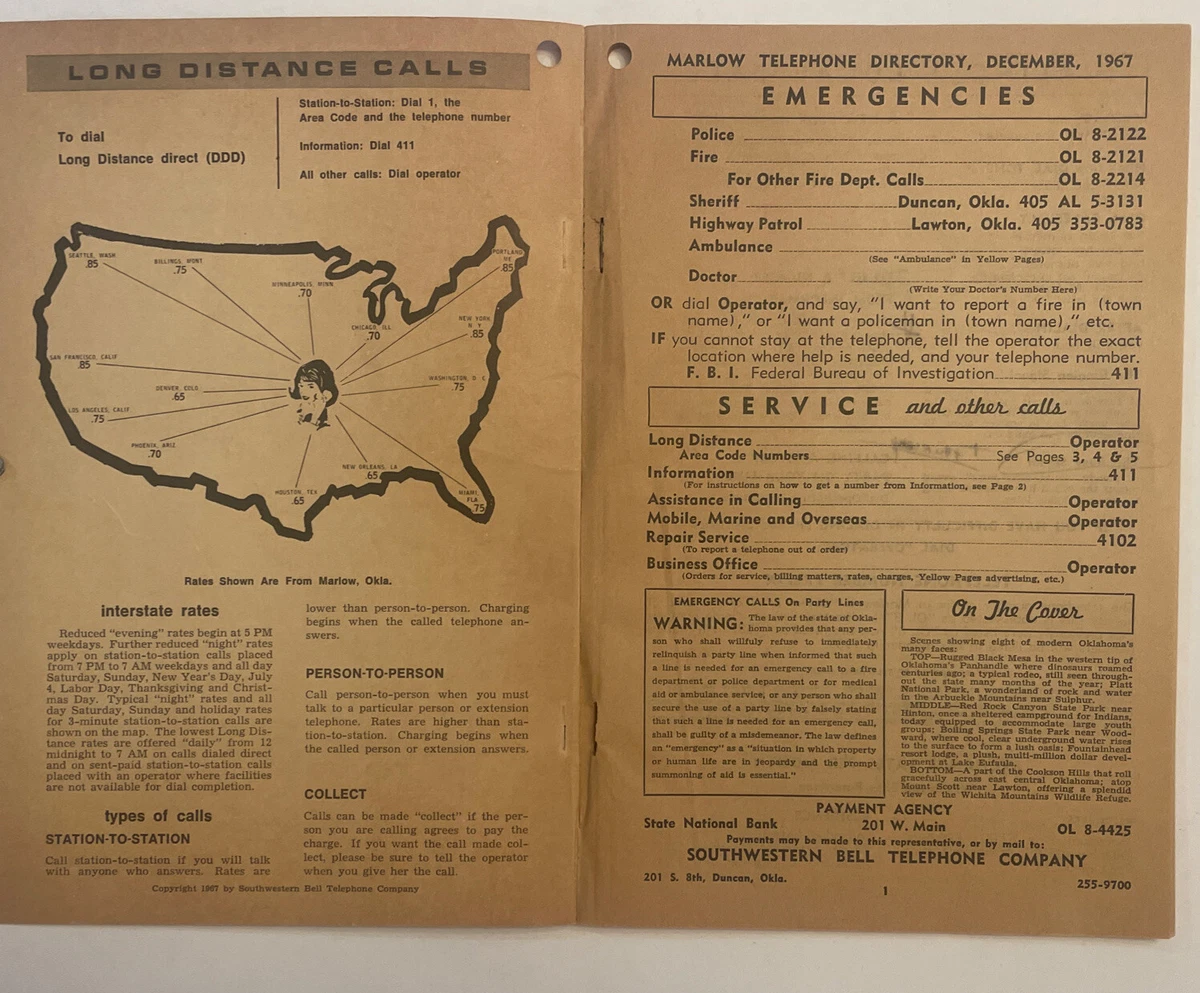 LONG DISTANCE CALLS
To dial
Long Distance direct (DDD)
Station-to-Station: Dial 1, the
Area Code and the telephone number
Information: Dial 411
All other calls: Dial operator
SEATTLE, WASH
.85
BILLINGS, MONT.
.75
MINNEAPOLIS, MINN
.70
CHICAGO, ILL
.70
PORTLAND
.85
NEW YORK
N Y
.85
SAN FRANCISCO, CALIF
.85
DENVER, COLO
.65
WASHINGTON, D. C.
.75
LOS ANGELES, CALIF
.75
PHOENIX, ARIZ.
.70
NEW ORLEANS, LA
.65
HOUSTON, TEX
.65
MIAMI,
FLA
.75
Rates Shown Are From Marlow, Okla.
interstate rates
Reduced "evening" rates begin at 5 PM
weekdays. Further reduced "night" rates
apply on station-to-station calls placed
from 7 PM to 7 AM weekdays and all day
Saturday, Sunday, New Year's Day, July
4, Labor Day, Thanksgiving and Christ-
mas Day. Typical "night" rates and all
day Saturday, Sunday and holiday rates
for 3-minute station-to-station calls are
shown on the map. The lowest Long Dis-
tance rates are offered "daily" from 12
midnight to 7 AM on calls dialed direct
and on sent-paid station-to-station calls
placed with an operator where facilities
are not available for dial completion.
types of calls
STATION-TO-STATION
Call station-to-station if you will talk
with anyone who answers. Rates are
lower than person-to-person. Charging
begins when the called telephone an-
swers.
PERSON-TO-PERSON
Call person-to-person when you must
talk to a particular person or extension
telephone. Rates are higher than sta-
tion-to-station. Charging begins when
the called person or extension answers.
COLLECT
Calls can be made "collect" if the per-
son you are calling agrees to pay the
charge. If you want the call made col-
lect, please be sure to tell the operator
when you give her the call.
Copyright 1967 by Southwestern Bell Telephone Company
MARLOW TELEPHONE DIRECTORY, DECEMBER, 1967
EMERGENCIES
Police OL 8-2122
Fire OL 8-2121
For Other Fire Dept. Calls OL 8-2214
Sheriff Duncan, Okla. 405 AL 5-3131
Highway Patrol Lawton, Okla. 405 353-0783
Ambulance
(See "Ambulance" in Yellow Pages)
Doctor
(Write Your Doctor's Number Here)
OR dial Operator, and say, "I want to report a fire in (town
name)," or "I want a policeman in (town name)," etc.
IF you cannot stay at the telephone, tell the operator the exact
location where help is needed, and your telephone number.
F. B. I. Federal Bureau of Investigation 411
SERVICE and other calls
Long Distance Operator
Area Code Numbers See Pages 3, 4 & 5
Information 411
(For instructions on how to get a number from Information, see Page 2)
Assistance in Calling Operator
Mobile, Marine and Overseas Operator
Repair Service 4102
(To report a telephone out of order)
Business Office Operator
(Orders for service, billing matters, rates, charges, Yellow Pages advertising, etc.)
EMERGENCY CALLS On Party Lines
WARNING: The law of the state of Okla-
homa provides that any per-
son who shall willfully refuse to immediately
relinquish a party line when informed that such
a line is needed for an emergency call to a fire
department or police department or for medical
aid or ambulance service, or any person who shall
secure the use of a party line by falsely stating
that such a line is needed for an emergency call,
shall be guilty of a misdemeanor. The law defines
an "emergency" as a "situation in which property
or human life are in jeopardy and the prompt
summoning of aid is essential."
On The Cover
Scenes showing eight of modern Oklahoma's
many faces:
TOP—Rugged Black Mesa in the western tip of
Oklahoma's Panhandle where dinosaurs roamed
centuries ago; a typical rodeo, still seen through-
out the state many months of the year; Platt
National Park, a wonderland of rock and water
in the Arbuckle Mountains near Sulphur.
MIDDLE—Red Rock Canyon State Park near
Hinton, once a sheltered campground for Indians,
today equipped to accommodate large youth
groups; Boiling Springs State Park near Wood-
ward, where cool, clear underground water rises
to the surface to form a lush oasis; Fountainhead
resort lodge, a plush, multi-million dollar devel-
opment at Lake Eufaula.
BOTTOM—A part of the Cookson Hills that roll
gracefully across east central Oklahoma; atop
Mount Scott near Lawton, offering a splendid
view of the Wichita Mountains Wildlife Refuge.
PAYMENT AGENCY
State National Bank 201 W. Main OL 8-4425
Payments may be made to this representative, or by mail to:
SOUTHWESTERN BELL TELEPHONE COMPANY
201 S. 8th, Duncan, Okla. 255-9700
1